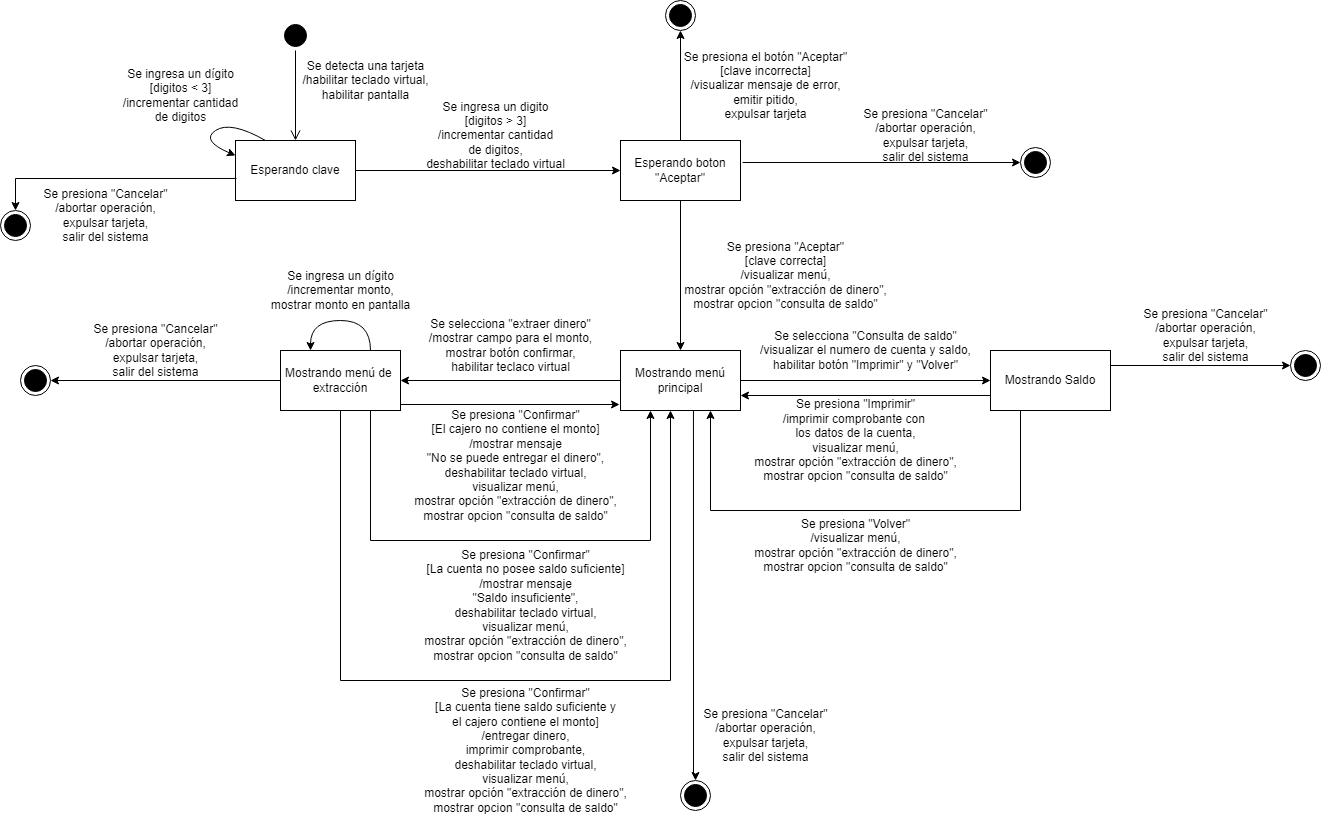 Se presiona el botón "Aceptar"
[clave incorrecta]
/visualizar mensaje de error,
emitir pitido,
expulsar tarjeta
Se detecta una tarjeta
/habilitar teclado virtual,
habilitar pantalla
Se ingresa un dígito
[digitos < 3]
/incrementar cantidad
de digitos
Se ingresa un digito
[digitos > 3]
/incrementar cantidad
de digitos,
deshabilitar teclado virtual
Se presiona "Cancelar"
/abortar operación,
expulsar tarjeta,
salir del sistema
Esperando clave
Esperando boton
"Aceptar"
Se presiona "Cancelar"
/abortar operación,
expulsar tarjeta,
salir del sistema
Se presiona "Aceptar"
[clave correcta]
/visualizar menú,
mostrar opción "extracción de dinero",
mostrar opcion "consulta de saldo"
Se ingresa un dígito
/incrementar monto,
mostrar monto en pantalla
Se presiona "Cancelar"
/abortar operación,
expulsar tarjeta,
salir del sistema
Se selecciona "extraer dinero"
/mostrar campo para el monto,
mostrar botón confirmar,
habilitar teclaco virtual
Se selecciona "Consulta de saldo"
/visualizar el numero de cuenta y saldo,
habilitar botón "Imprimir" y "Volver"
Se presiona "Cancelar"
/abortar operación,
expulsar tarjeta,
salir del sistema
Mostrando menú de
extracción
Mostrando menú
principal
Mostrando Saldo
Se presiona "Confirmar"
[El cajero no contiene el monto]
/mostrar mensaje
"No se puede entregar el dinero",
deshabilitar teclado virtual,
visualizar menú,
mostrar opción "extracción de dinero",
mostrar opcion "consulta de saldo"
Se presiona "Imprimir"
/imprimir comprobante con
los datos de la cuenta,
visualizar menú,
mostrar opción "extracción de dinero",
mostrar opcion "consulta de saldo"
Se presiona "Volver"
/visualizar menú,
mostrar opción "extracción de dinero",
mostrar opcion "consulta de saldo"
Se presiona "Confirmar"
[La cuenta no posee saldo suficiente]
/mostrar mensaje
"Saldo insuficiente",
deshabilitar teclado virtual,
visualizar menú,
mostrar opción "extracción de dinero",
mostrar opcion "consulta de saldo"
Se presiona "Confirmar"
[La cuenta tiene saldo suficiente y
el cajero contiene el monto]
/entregar dinero,
imprimir comprobante,
deshabilitar teclado virtual,
visualizar menú,
mostrar opción "extracción de dinero",
mostrar opcion "consulta de saldo"
Se presiona "Cancelar"
/abortar operación,
expulsar tarjeta,
salir del sistema